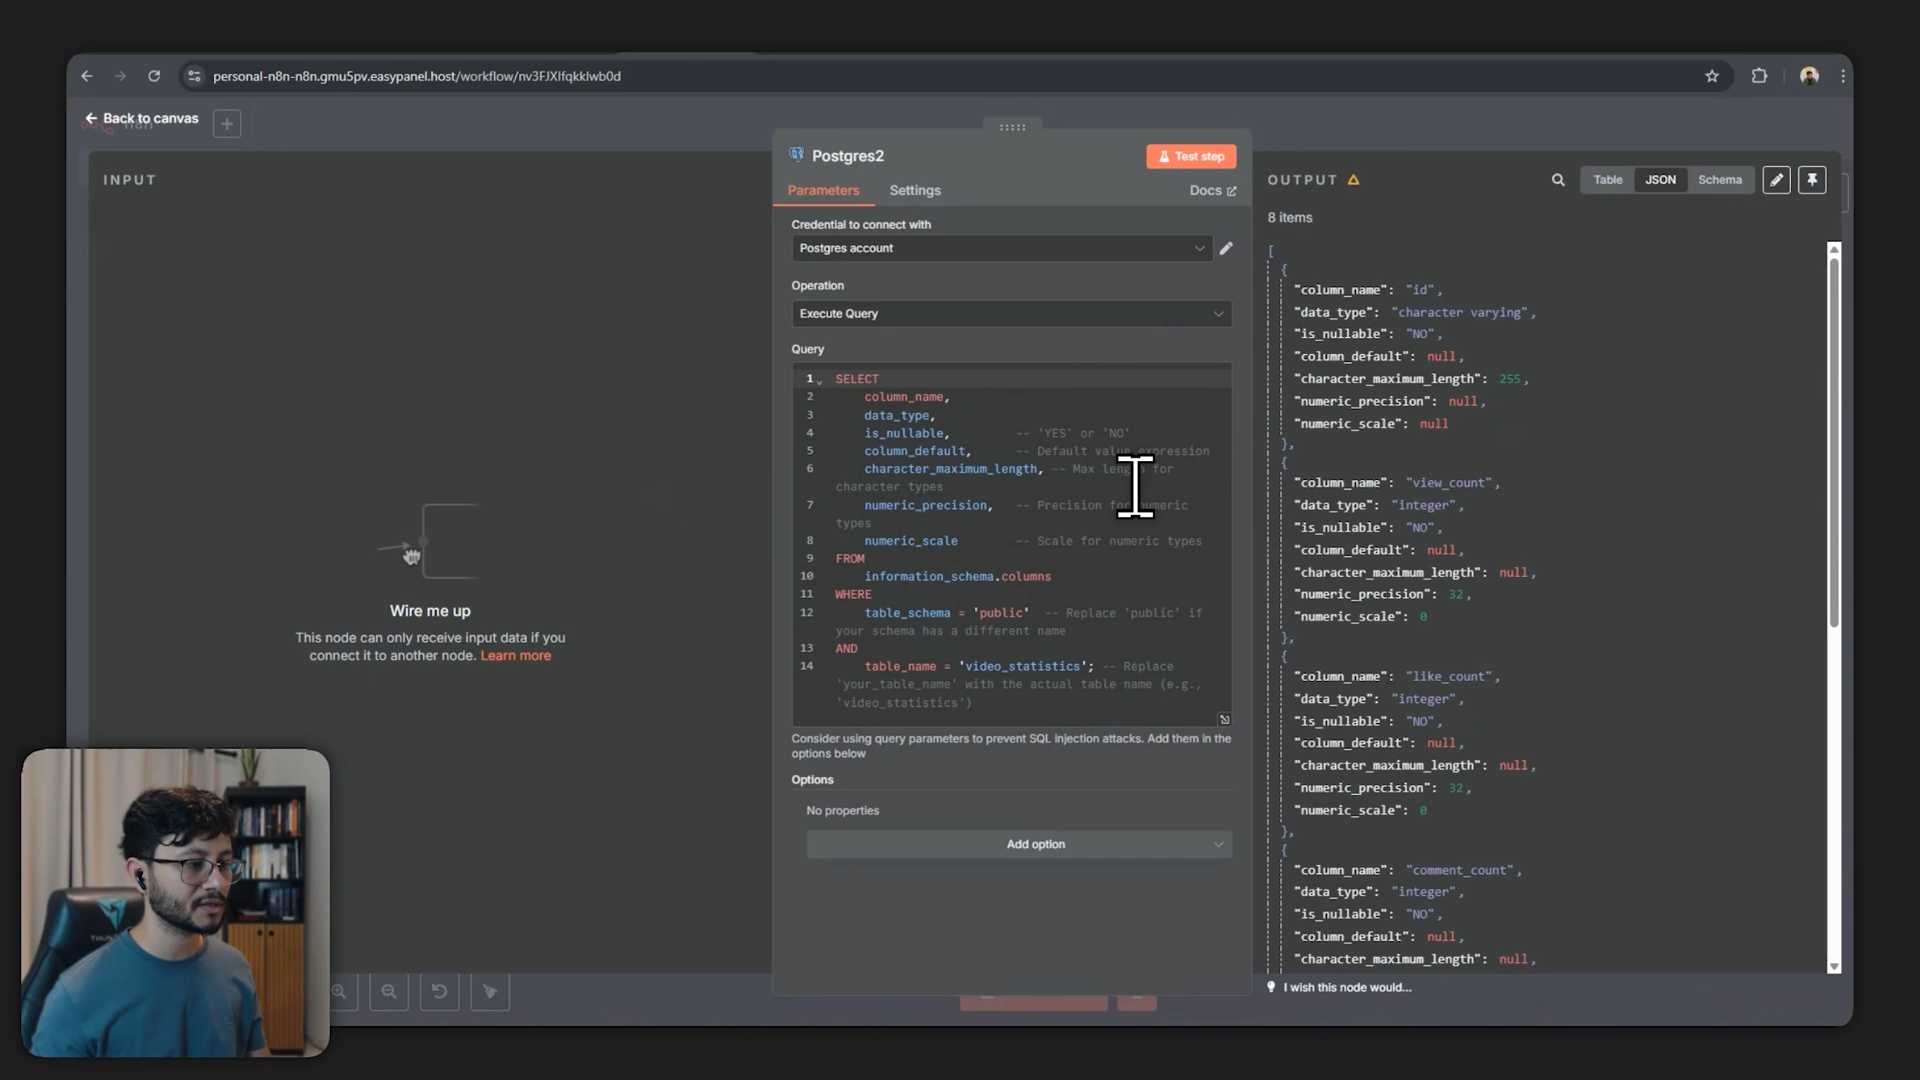 personal-n8n-n8n.gmu5pv.easypanel.host/workflow/nv3FJXlfqkklwb0d
Back to canvas
n8n
INPUT
Wire me up
This node can only receive input data if you
connect it to another node. Learn more
Postgres2
Test step
Parameters
Settings
Docs
Credential to connect with
Postgres account
Operation
Execute Query
Query
1 SELECT
2 column_name,
3 data_type,
4 is_nullable, -- 'YES' or 'NO'
5 column_default, -- Default value expression
6 character_maximum_length, -- Max length for
character types
7 numeric_precision, -- Precision for numeric
types
8 numeric_scale -- Scale for numeric types
9 FROM
10 information_schema.columns
11 WHERE
12 table_schema = 'public' -- Replace 'public' if
your schema has a different name
13 AND
14 table_name = 'video_statistics'; -- Replace
'your_table_name' with the actual table name (e.g.,
'video_statistics')
Consider using query parameters to prevent SQL injection attacks. Add them in the
options below
Options
No properties
Add option
OUTPUT
Table
JSON
Schema
8 items
[
{
"column_name": "id",
"data_type": "character varying",
"is_nullable": "NO",
"column_default": null,
"character_maximum_length": 255,
"numeric_precision": null,
"numeric_scale": null
},
{
"column_name": "view_count",
"data_type": "integer",
"is_nullable": "NO",
"column_default": null,
"character_maximum_length": null,
"numeric_precision": 32,
"numeric_scale": 0
},
{
"column_name": "like_count",
"data_type": "integer",
"is_nullable": "NO",
"column_default": null,
"character_maximum_length": null,
"numeric_precision": 32,
"numeric_scale": 0
},
{
"column_name": "comment_count",
"data_type": "integer",
"is_nullable": "NO",
"column_default": null,
"character_maximum_length": null,
I wish this node would...